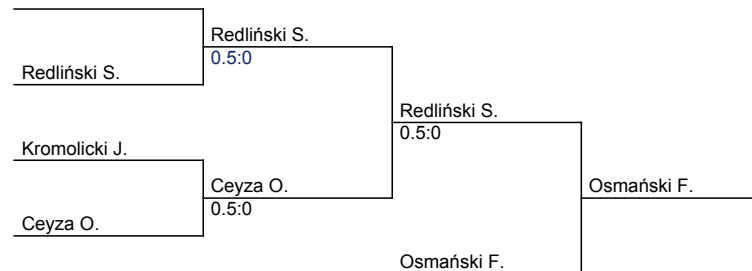 Redliński S.
0.5:0
Redliński S.
Redliński S.
0.5:0
Kromolicki J.
Ceyza O.
0.5:0
Osmański F.
Ceyza O.
Osmański F.